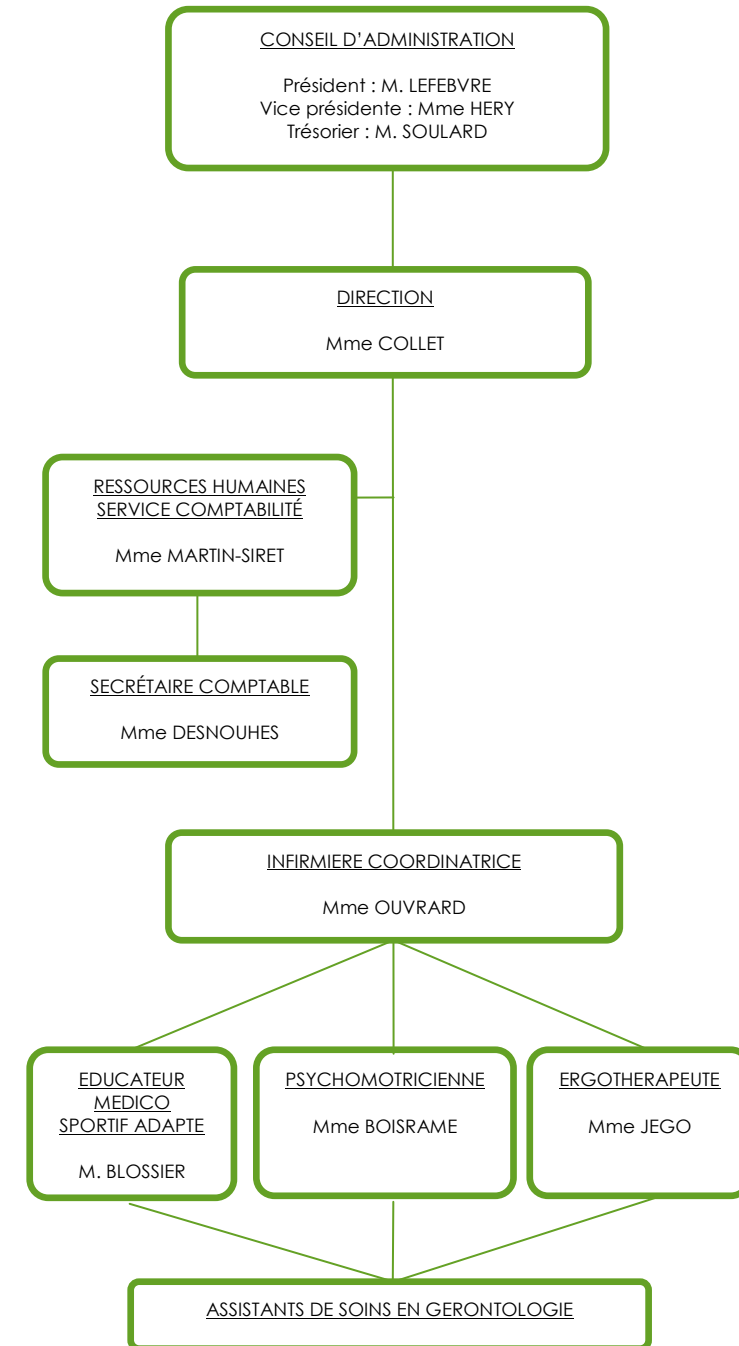 CONSEIL D’ADMINISTRATION
Président : M. LEFEBVRE
Vice présidente : Mme HERY
Trésorier : M. SOULARD
DIRECTION
Mme COLLET
RESSOURCES HUMAINES
SERVICE COMPTABILITÉ
Mme MARTIN-SIRET
SECRÉTAIRE COMPTABLE
Mme DESNOUHES
INFIRMIERE COORDINATRICE
Mme OUVRARD
EDUCATEUR
MEDICO
SPORTIF ADAPTE
M. BLOSSIER
PSYCHOMOTRICIENNE
Mme BOISRAME
ERGOTHERAPEUTE
Mme JEGO
ASSISTANTS DE SOINS EN GERONTOLOGIE